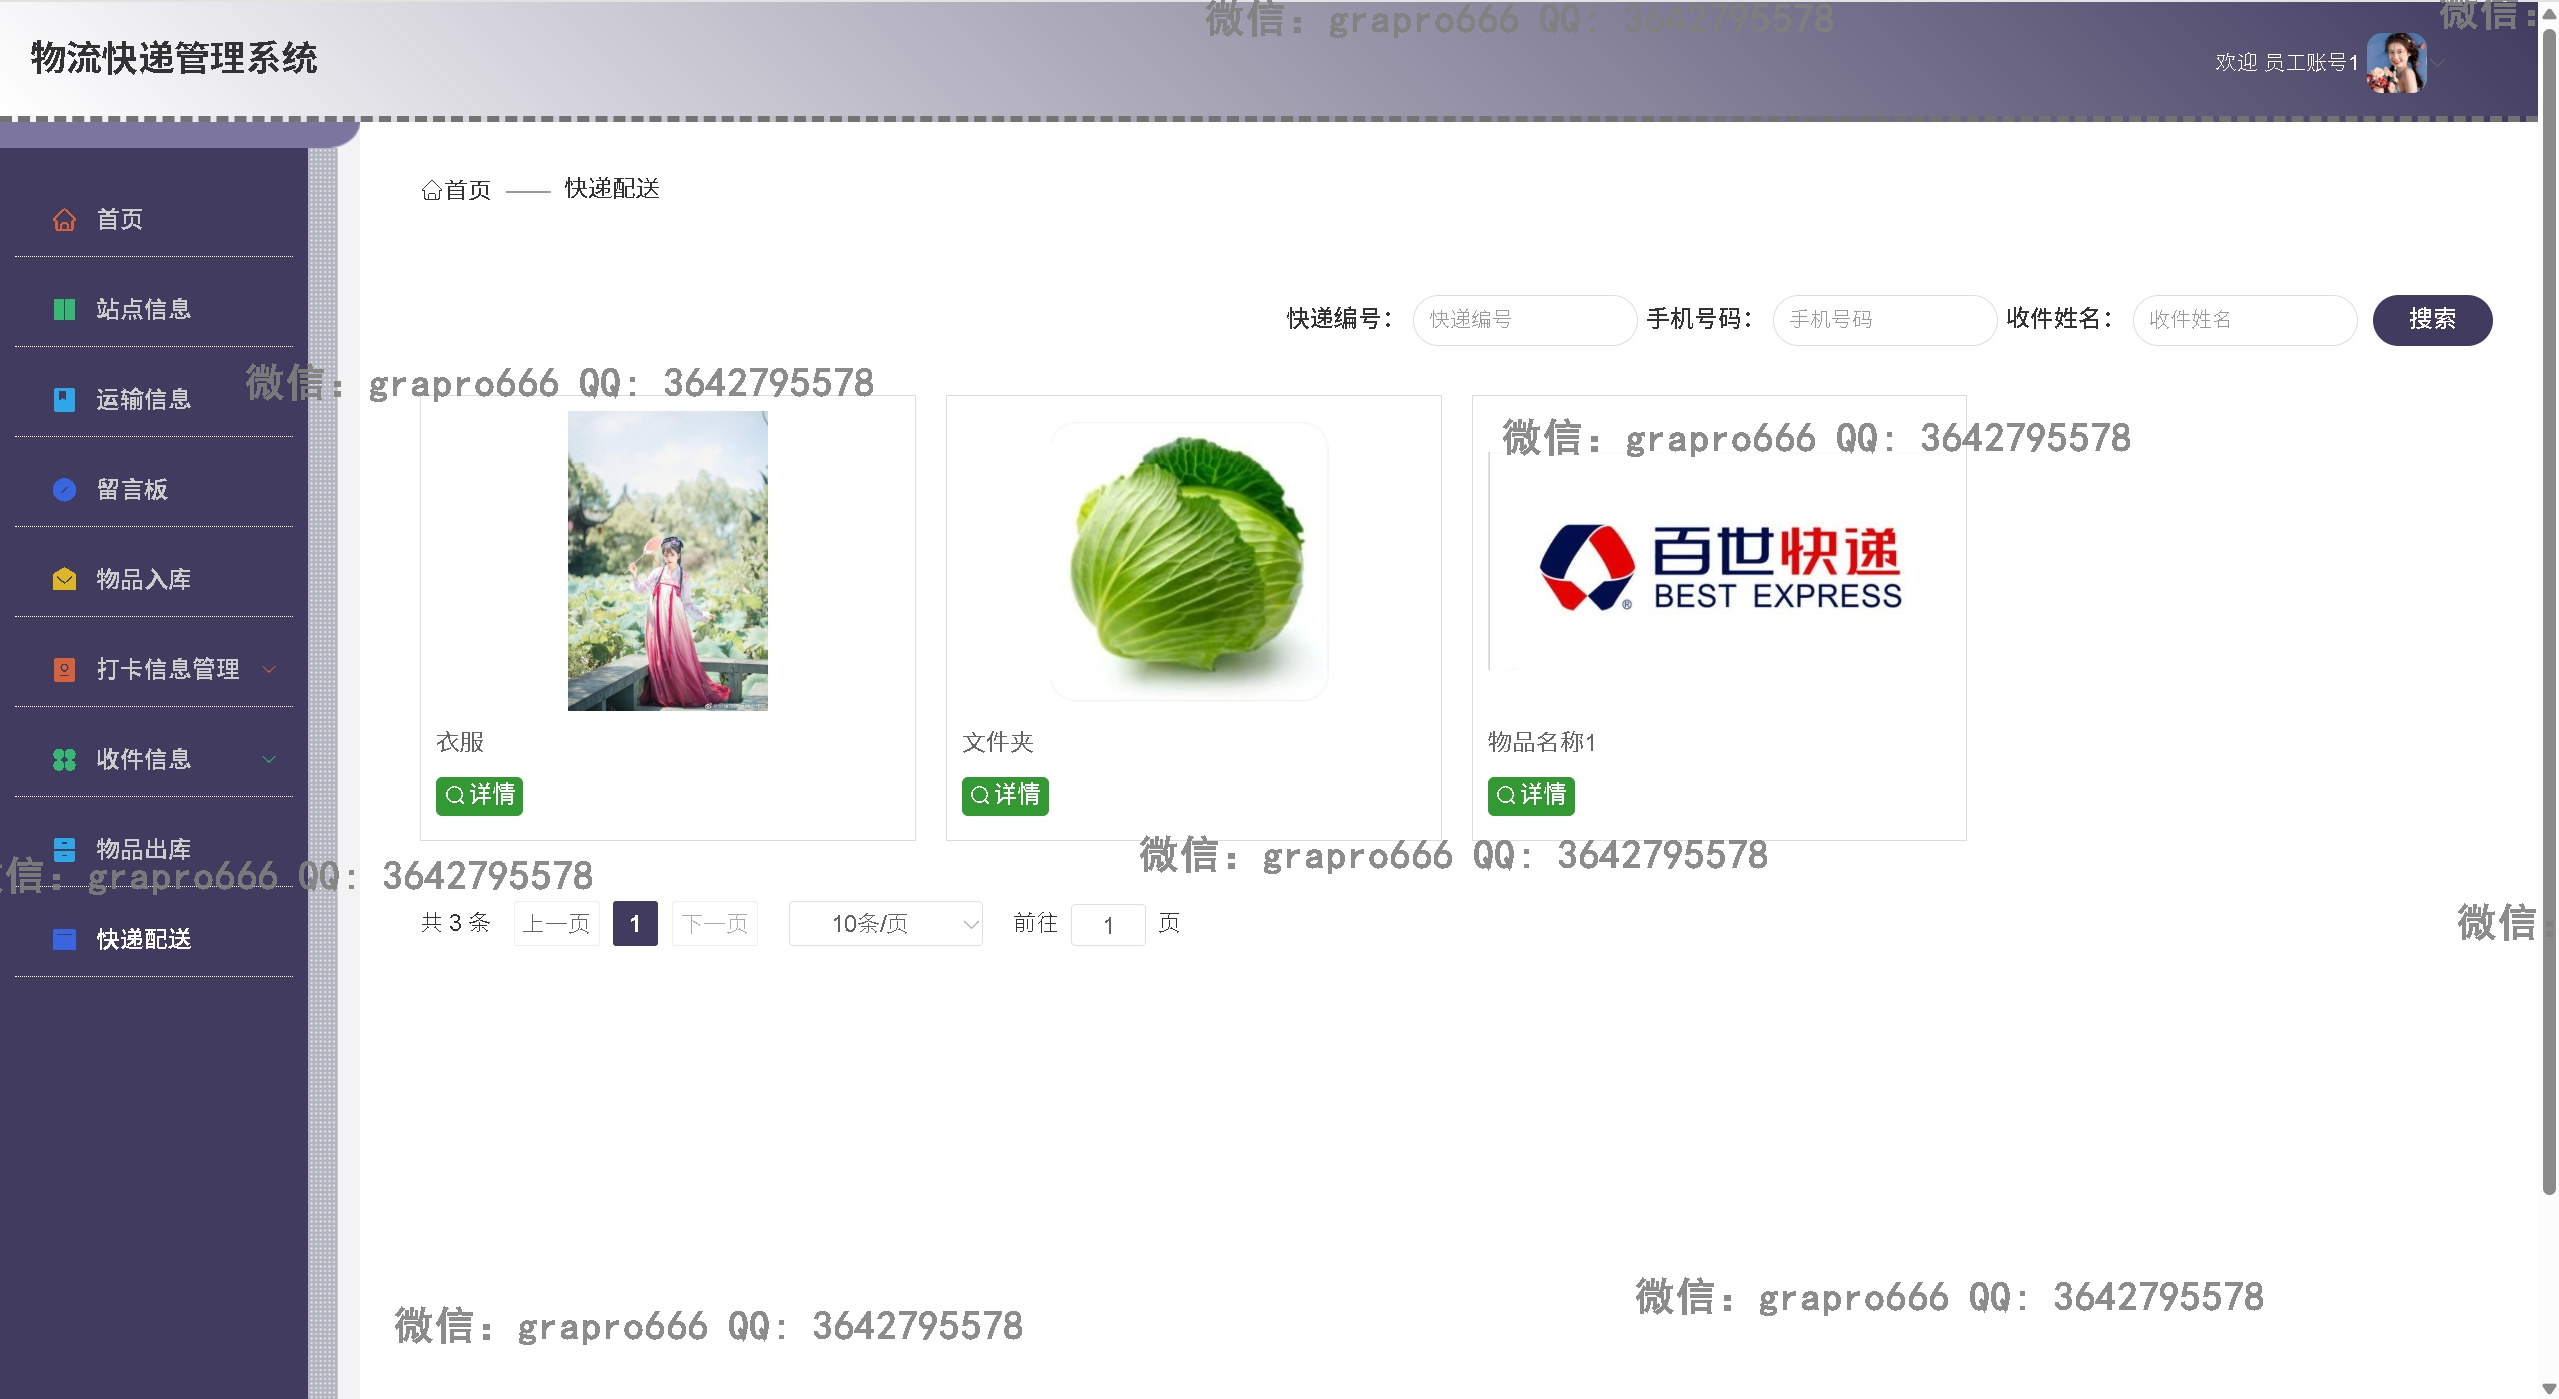 微信: grapro666 QQ: 3642795578
微信:
物流快递管理系统
欢迎 员工账号1
首页
快递配送
首页
站点信息
运输信息
留言板
物品入库
打卡信息管理
收件信息
物品出库
快递配送
快递编号：
快递编号
手机号码：
手机号码
收件姓名：
收件姓名
搜索
微信: grapro666 QQ: 3642795578
微信: grapro666 QQ: 3642795578
百世快递
BEST EXPRESS
®
衣服
文件夹
物品名称1
详情
详情
详情
微信: grapro666 QQ: 3642795578
信: grapro666 QQ: 3642795578
共 3 条
上一页
1
下一页
10条/页
前往
1
页
微信:
微信: grapro666 QQ: 3642795578
微信: grapro666 QQ: 3642795578